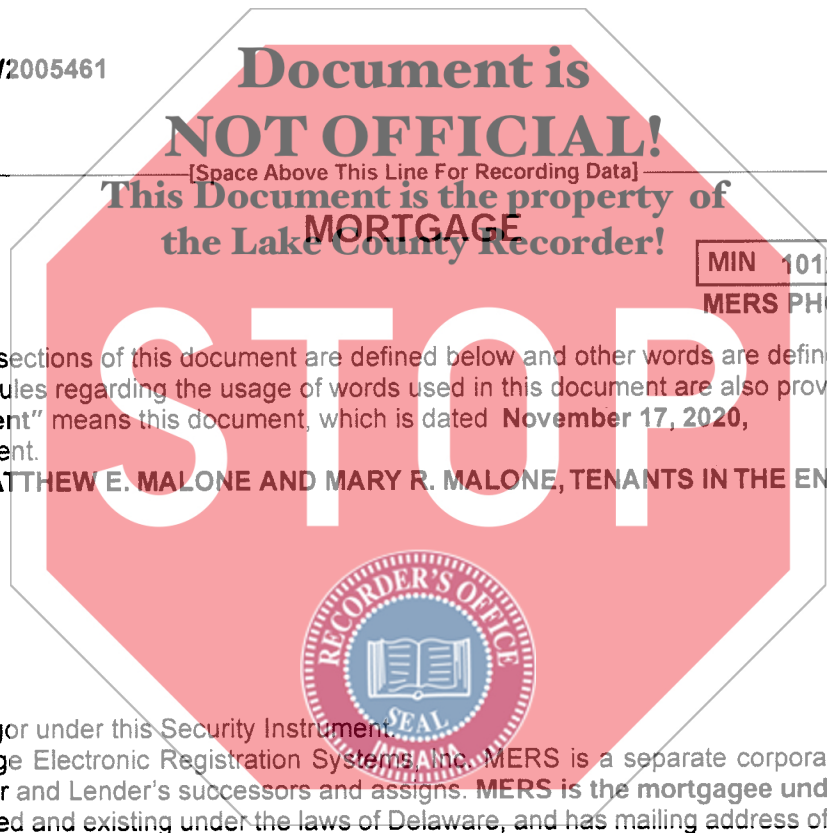 2005461
Document is
NOT OFFICIAL!
[Space Above This Line For Recording Data]
This Document is the property of
MORTGAGE
the Lake County Recorder!
MIN 101
MERS PH
STOP
sections of this document are defined below and other words are define
ules regarding the usage of words used in this document are also prov
ent" means this document, which is dated November 17, 2020,
ent.
ATTHEW E. MALONE AND MARY R. MALONE, TENANTS IN THE EN
RECORDER'S OFFICE
SEAL
INDIANA
gor under this Security Instrument.
ge Electronic Registration Systems, Inc. MERS is a separate corpora
r and Lender's successors and assigns. MERS is the mortgagee und
ed and existing under the laws of Delaware, and has mailing address of